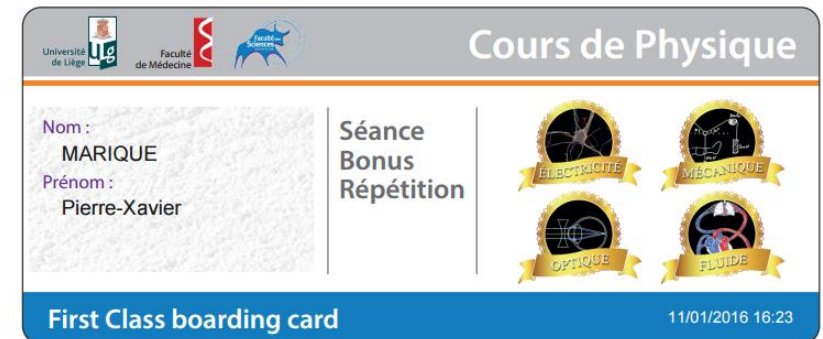 Université
de Liège
ULg
Faculté
de Médecine
Faculté des
Sciences
Cours de Physique
Nom :
MARIQUE
Prénom :
Pierre-Xavier
Séance
Bonus
Répétition
ÉLECTRICITÉ
MÉCANIQUE
OPTIQUE
FLUIDE
First Class boarding card
11/01/2016 16:23